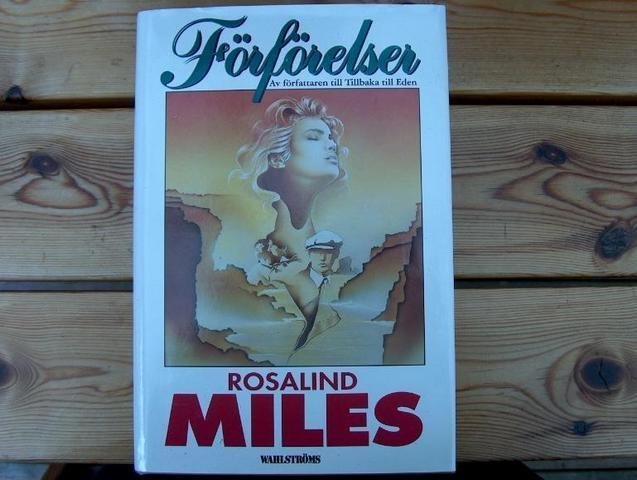 Förförelser
Av författaren till Tillbaka till Eden
ROSALIND
MILES
WAHLSTRÖMS